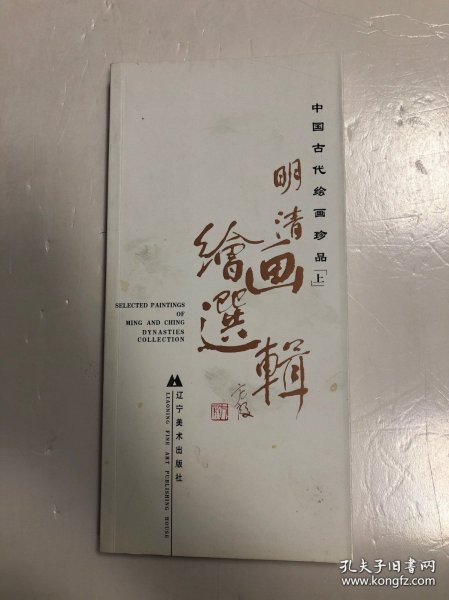 中国古代绘画珍品「上」
明清
繪画
選輯
SELECTED PAINTINGS
OF
MING AND CHING
DYNASTIES
COLLECTION
辽宁美术出版社
LIAONING FINE ART PUBLISHING HOUSE
孔夫子旧书网
www.kongfz.com